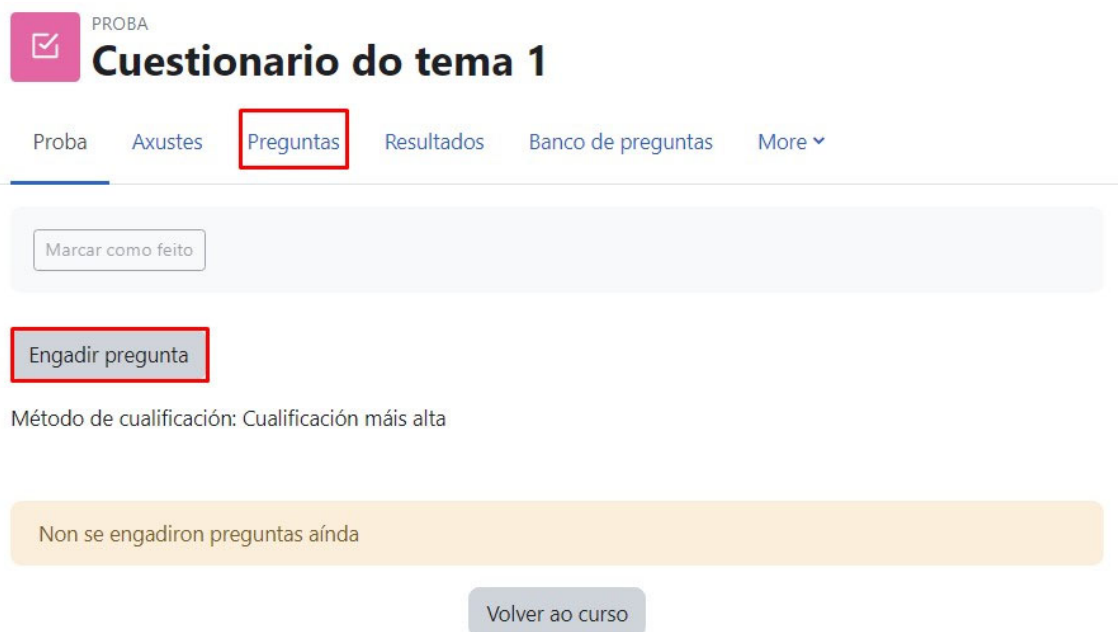 PROBA
Cuestionario do tema 1
Proba Axustes Preguntas Resultados Banco de preguntas More
Marcar como feito
Engadir pregunta
Método de cualificación: Cualificación máis alta
Non se engadiron preguntas aínda
Volver ao curso